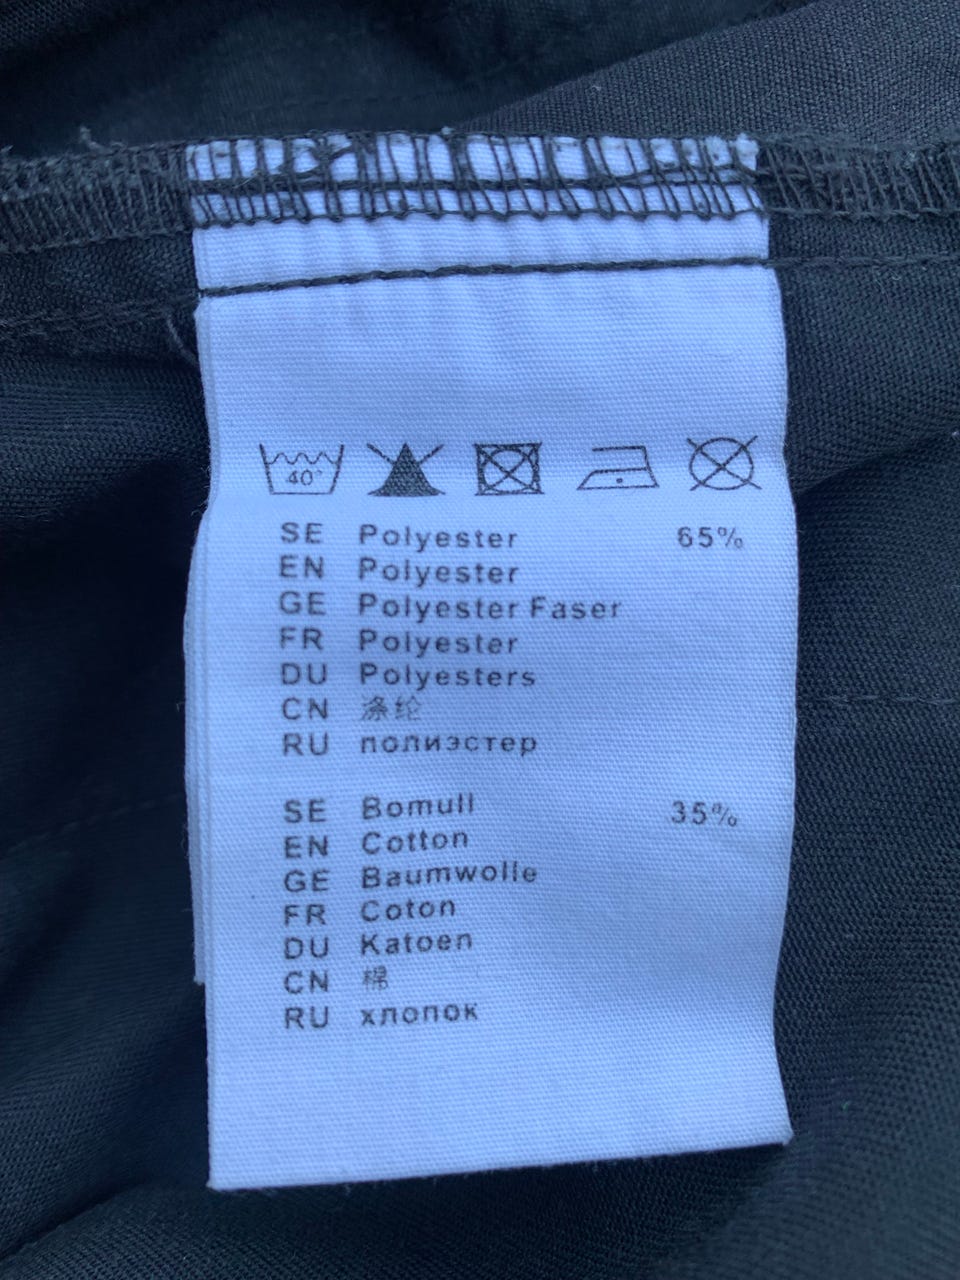 40°
SE Polyester 65%
EN Polyester
GE Polyester Faser
FR Polyester
DU Polyesters
CN 涤纶
RU полиэстер
SE Bomull 35%
EN Cotton
GE Baumwolle
FR Coton
DU Katoen
CN 棉
RU хлопок